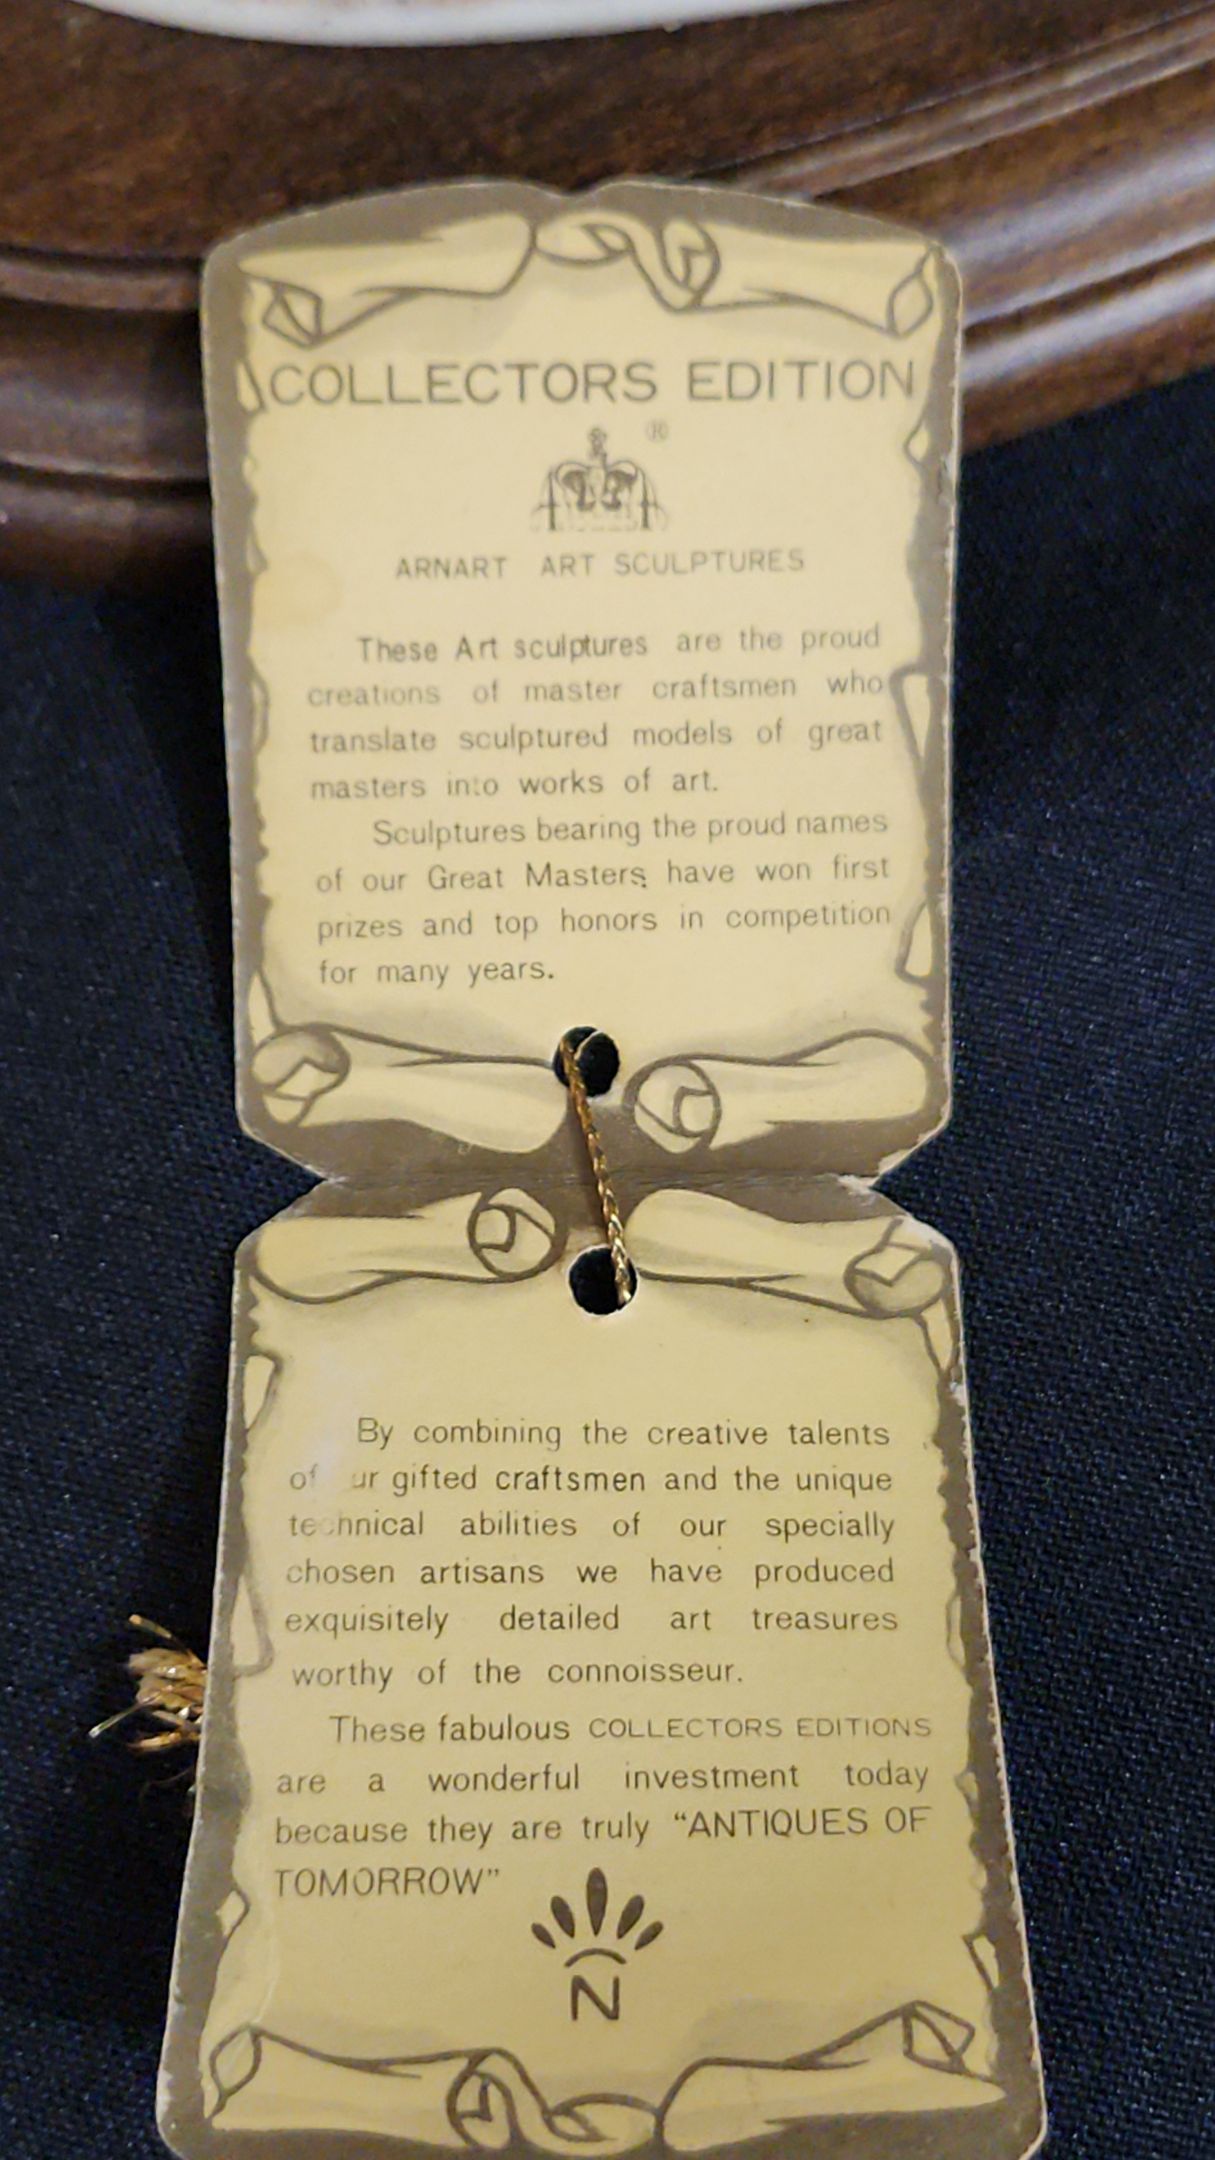 COLLECTORS EDITION
®
ARNART ART SCULPTURES
These Art sculptures are the proud
creations of master craftsmen who
translate sculptured models of great
masters into works of art.
Sculptures bearing the proud names
of our Great Masters have won first
prizes and top honors in competition
for many years.
By combining the creative talents
of ur gifted craftsmen and the unique
technical abilities of our specially
chosen artisans we have produced
exquisitely detailed art treasures
worthy of the connoisseur.
These fabulous COLLECTORS EDITIONS
are a wonderful investment today
because they are truly “ANTIQUES OF
TOMORROW”
N